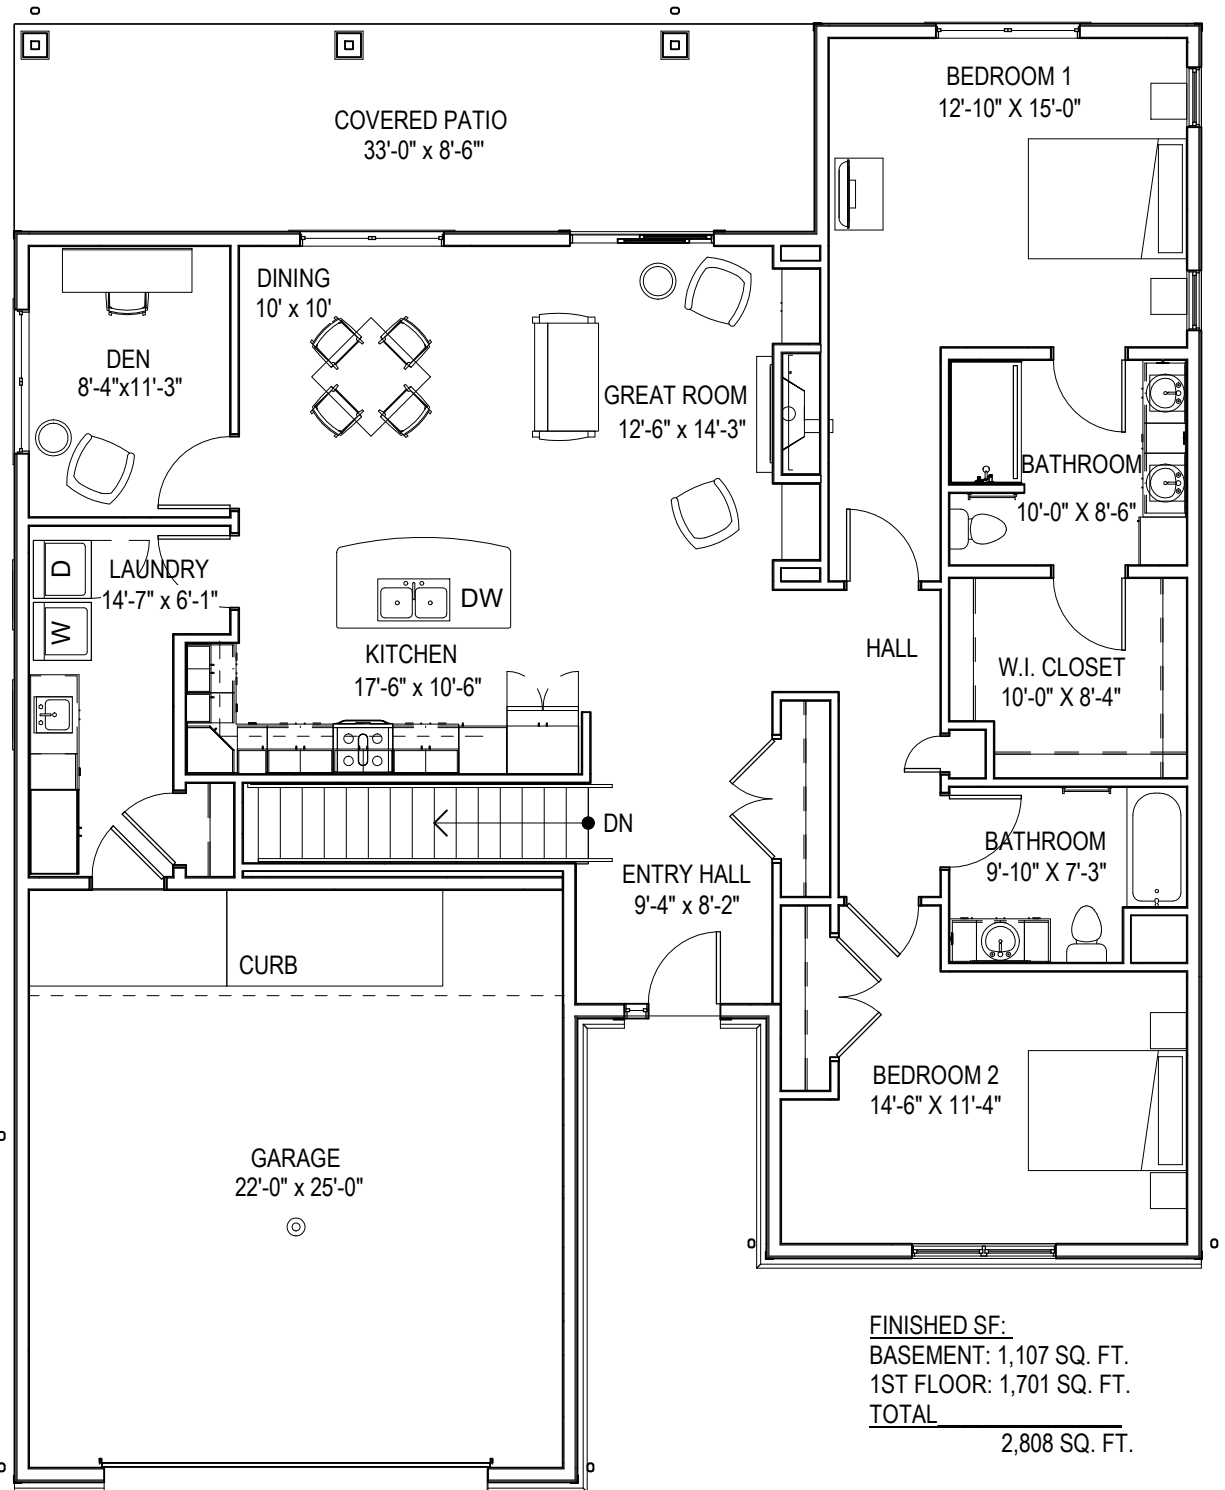 COVERED PATIO
33'-0" x 8'-6'"
BEDROOM 1
12'-10" X 15'-0"
DINING
10' x 10'
DEN
8'-4"x11'-3"
GREAT ROOM
12'-6" x 14'-3"
BATHROOM
10'-0" X 8'-6"
D
LAUNDRY
14'-7" x 6'-1"
W
DW
KITCHEN
17'-6" x 10'-6"
HALL
W.I. CLOSET
10'-0" X 8'-4"
DN
BATHROOM
9'-10" X 7'-3"
ENTRY HALL
9'-4" x 8'-2"
CURB
BEDROOM 2
14'-6" X 11'-4"
GARAGE
22'-0" x 25'-0"
FINISHED SF:
BASEMENT: 1,107 SQ. FT.
1ST FLOOR: 1,701 SQ. FT.
TOTAL
2,808 SQ. FT.